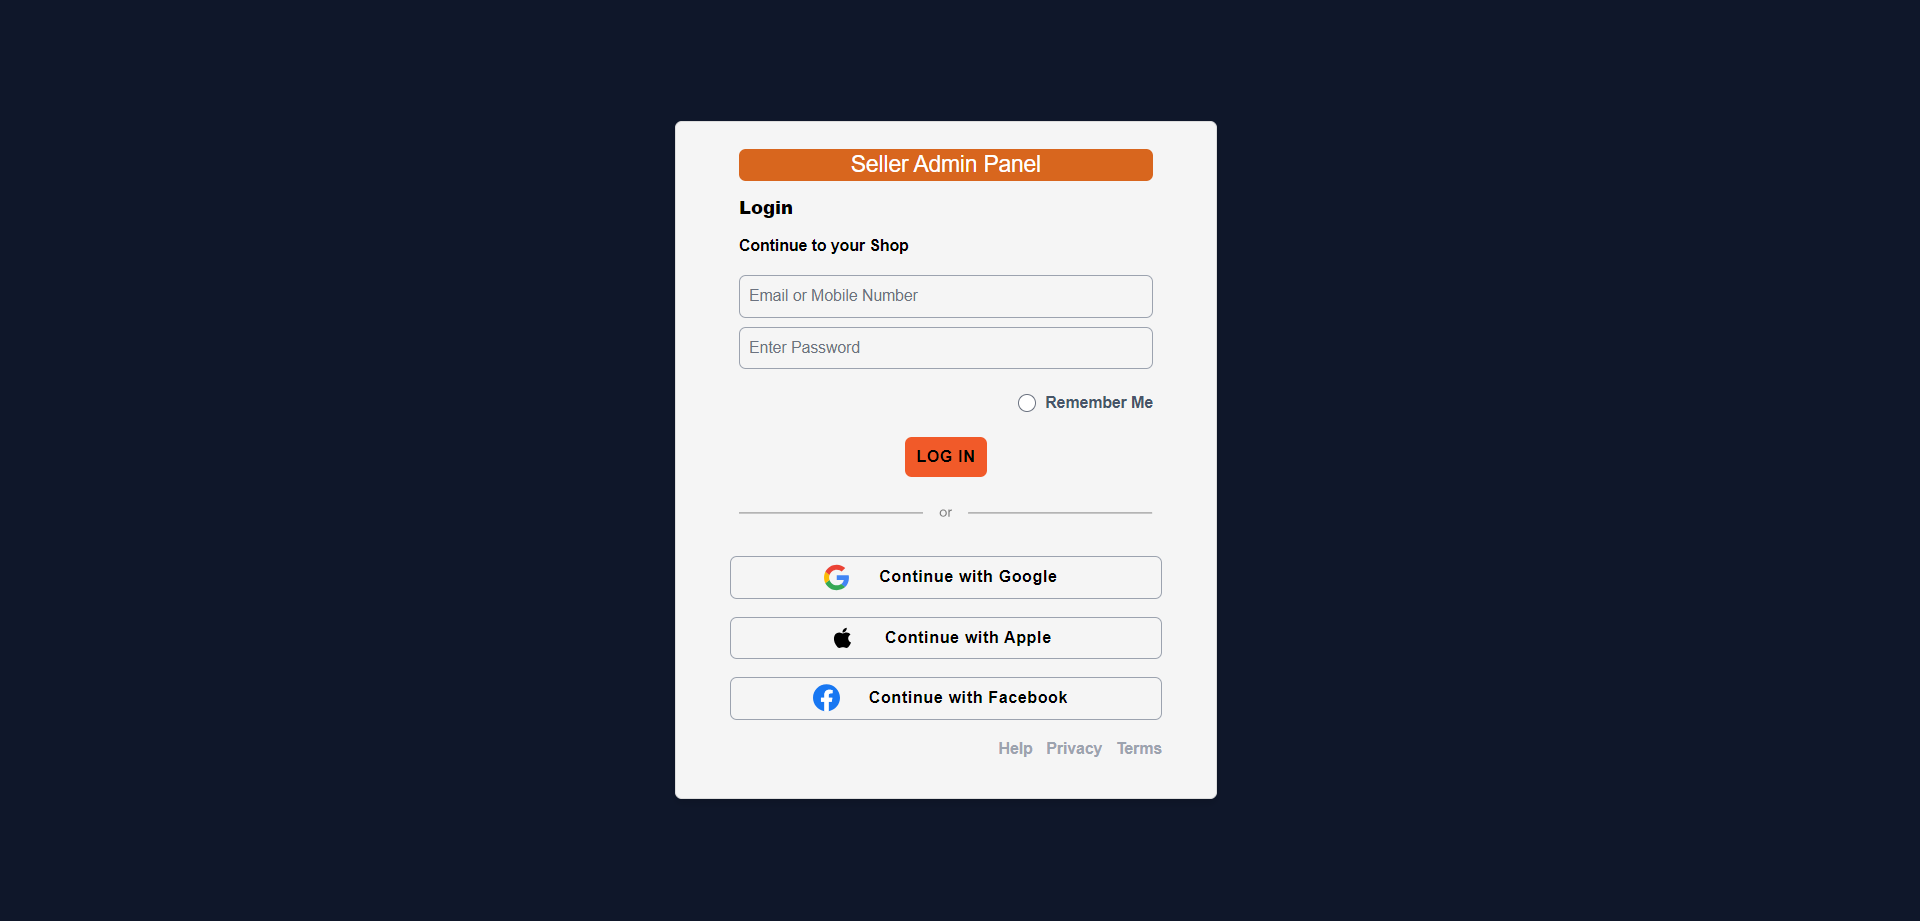 Seller Admin Panel
Login
Continue to your Shop
Email or Mobile Number
Enter Password
Remember Me
LOG IN
or
Continue with Google
Continue with Apple
Continue with Facebook
Help Privacy Terms